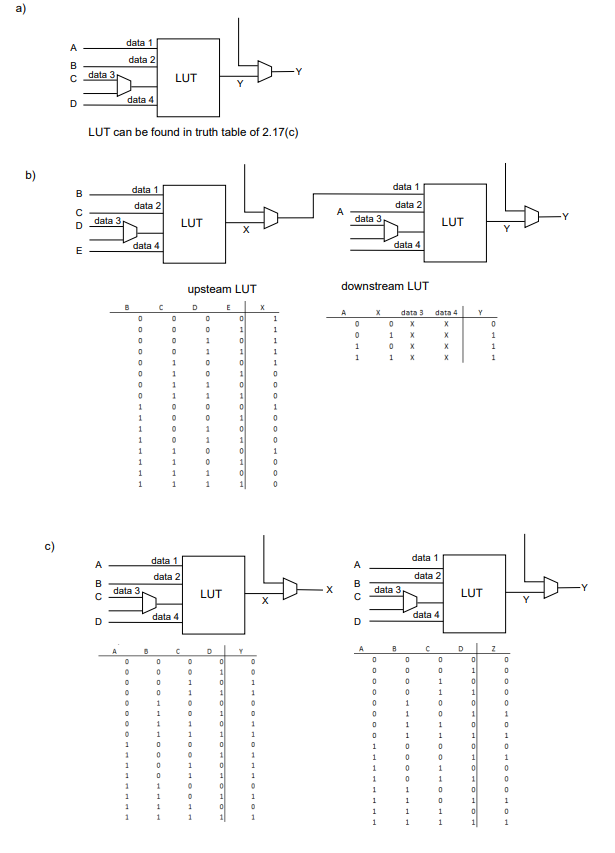 a)
A data 1
B data 2
C data 3
D data 4
LUT
Y
Y
LUT can be found in truth table of 2.17(c)
b)
B data 1
C data 2
D data 3
E data 4
LUT
X
data 1
A data 2
data 3
data 4
LUT
Y
Y
upsteam LUT
B C D E X
0 0 0 0 1
0 0 0 1 1
0 0 1 0 1
0 0 1 1 1
0 1 0 0 1
0 1 0 1 0
0 1 1 0 0
0 1 1 1 0
1 0 0 0 1
1 0 0 1 0
1 0 1 0 0
1 0 1 1 0
1 1 0 0 1
1 1 0 1 0
1 1 1 0 0
1 1 1 1 0
downstream LUT
A X data 3 data 4 Y
0 0 X X 0
0 1 X X 1
1 0 X X 1
1 1 X X 1
c)
A data 1
B data 2
C data 3
D data 4
LUT
X
X
A B C D Y
0 0 0 0 0
0 0 0 1 0
0 0 1 0 1
0 0 1 1 1
0 1 0 0 0
0 1 0 1 0
0 1 1 0 1
0 1 1 1 1
1 0 0 0 0
1 0 0 1 1
1 0 1 0 0
1 0 1 1 1
1 1 0 0 0
1 1 0 1 1
1 1 1 0 0
1 1 1 1 1
A data 1
B data 2
C data 3
D data 4
LUT
Y
Y
A B C D Z
0 0 0 0 0
0 0 0 1 0
0 0 1 0 0
0 0 1 1 0
0 1 0 0 0
0 1 0 1 1
0 1 1 0 0
0 1 1 1 1
1 0 0 0 0
1 0 0 1 1
1 0 1 0 0
1 0 1 1 0
1 1 0 0 0
1 1 0 1 1
1 1 1 0 0
1 1 1 1 1